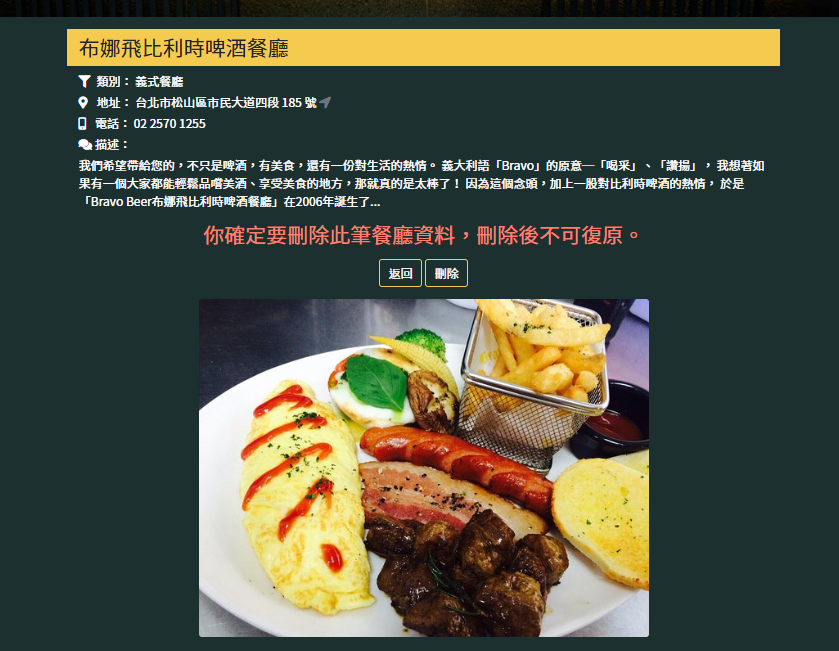 布娜飛比利時啤酒餐廳
類別： 義式餐廳
地址： 台北市松山區市民大道四段 185 號
電話： 02 2570 1255
描述：
我們希望帶給您的，不只是啤酒，有美食，還有一份對生活的熱情。 義大利語「Bravo」的原意─「喝采」、「讚揚」， 我想著如
果有一個大家都能輕鬆品嚐美酒、享受美食的地方，那就真的是太棒了！ 因為這個念頭，加上一股對比利時啤酒的熱情， 於是
「Bravo Beer布娜飛比利時啤酒餐廳」在2006年誕生了...
你確定要刪除此筆餐廳資料，刪除後不可復原。
返回 刪除